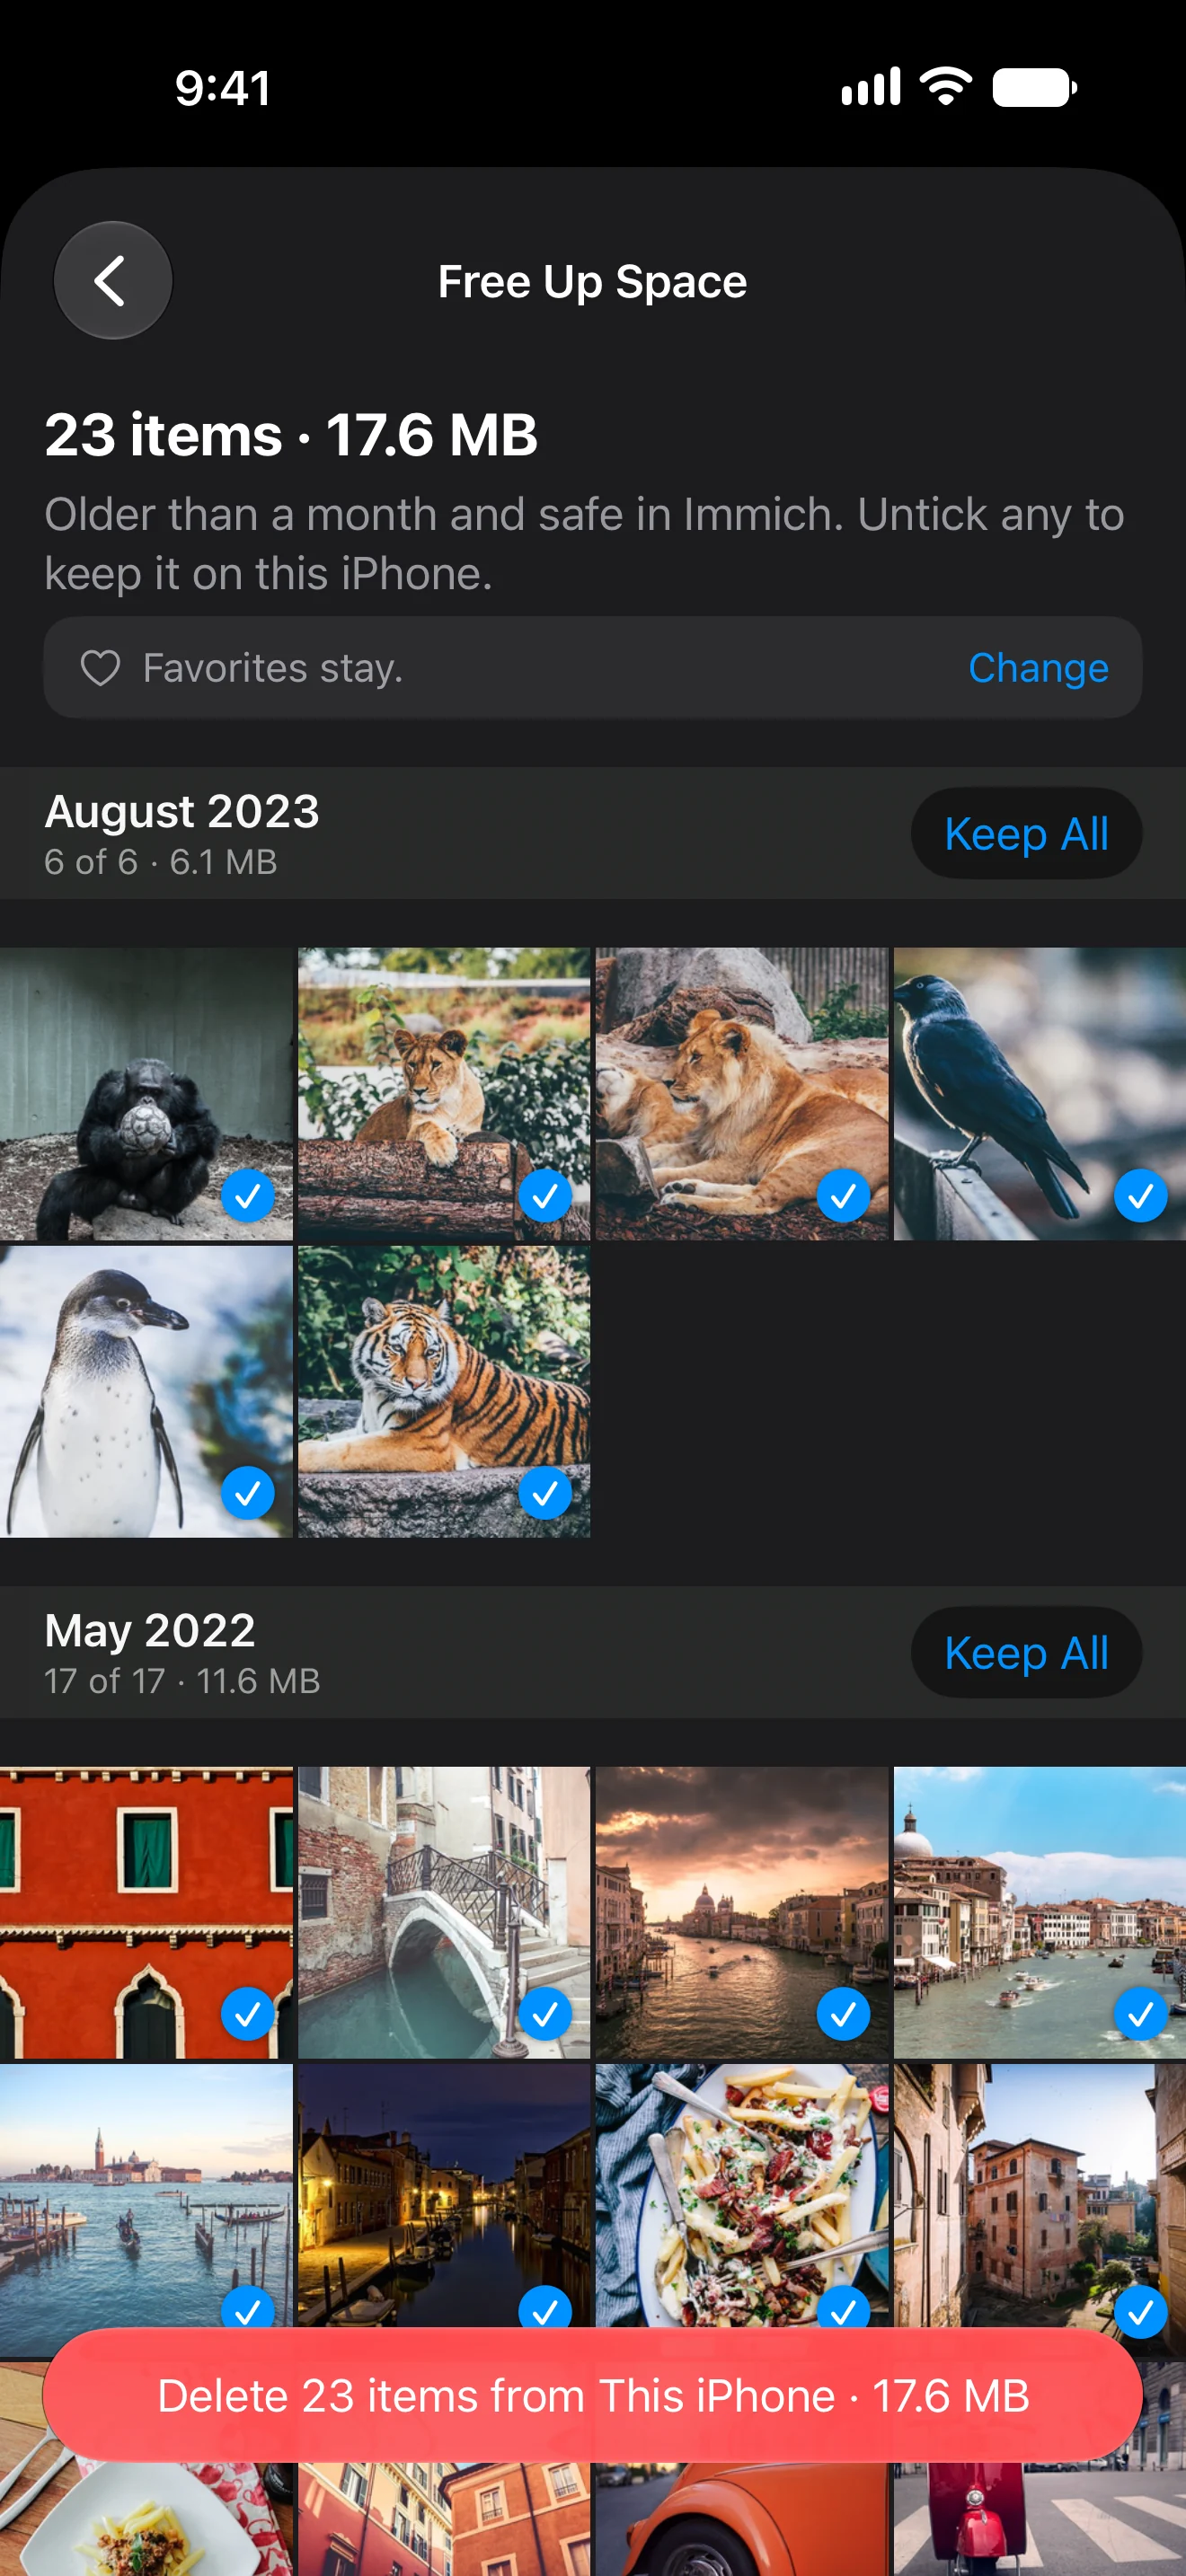 9:41
Free Up Space
23 items · 17.6 MB
Older than a month and safe in Immich. Untick any to
keep it on this iPhone.
Favorites stay.
Change
August 2023
6 of 6 · 6.1 MB
Keep All
May 2022
17 of 17 · 11.6 MB
Keep All
Delete 23 items from This iPhone · 17.6 MB